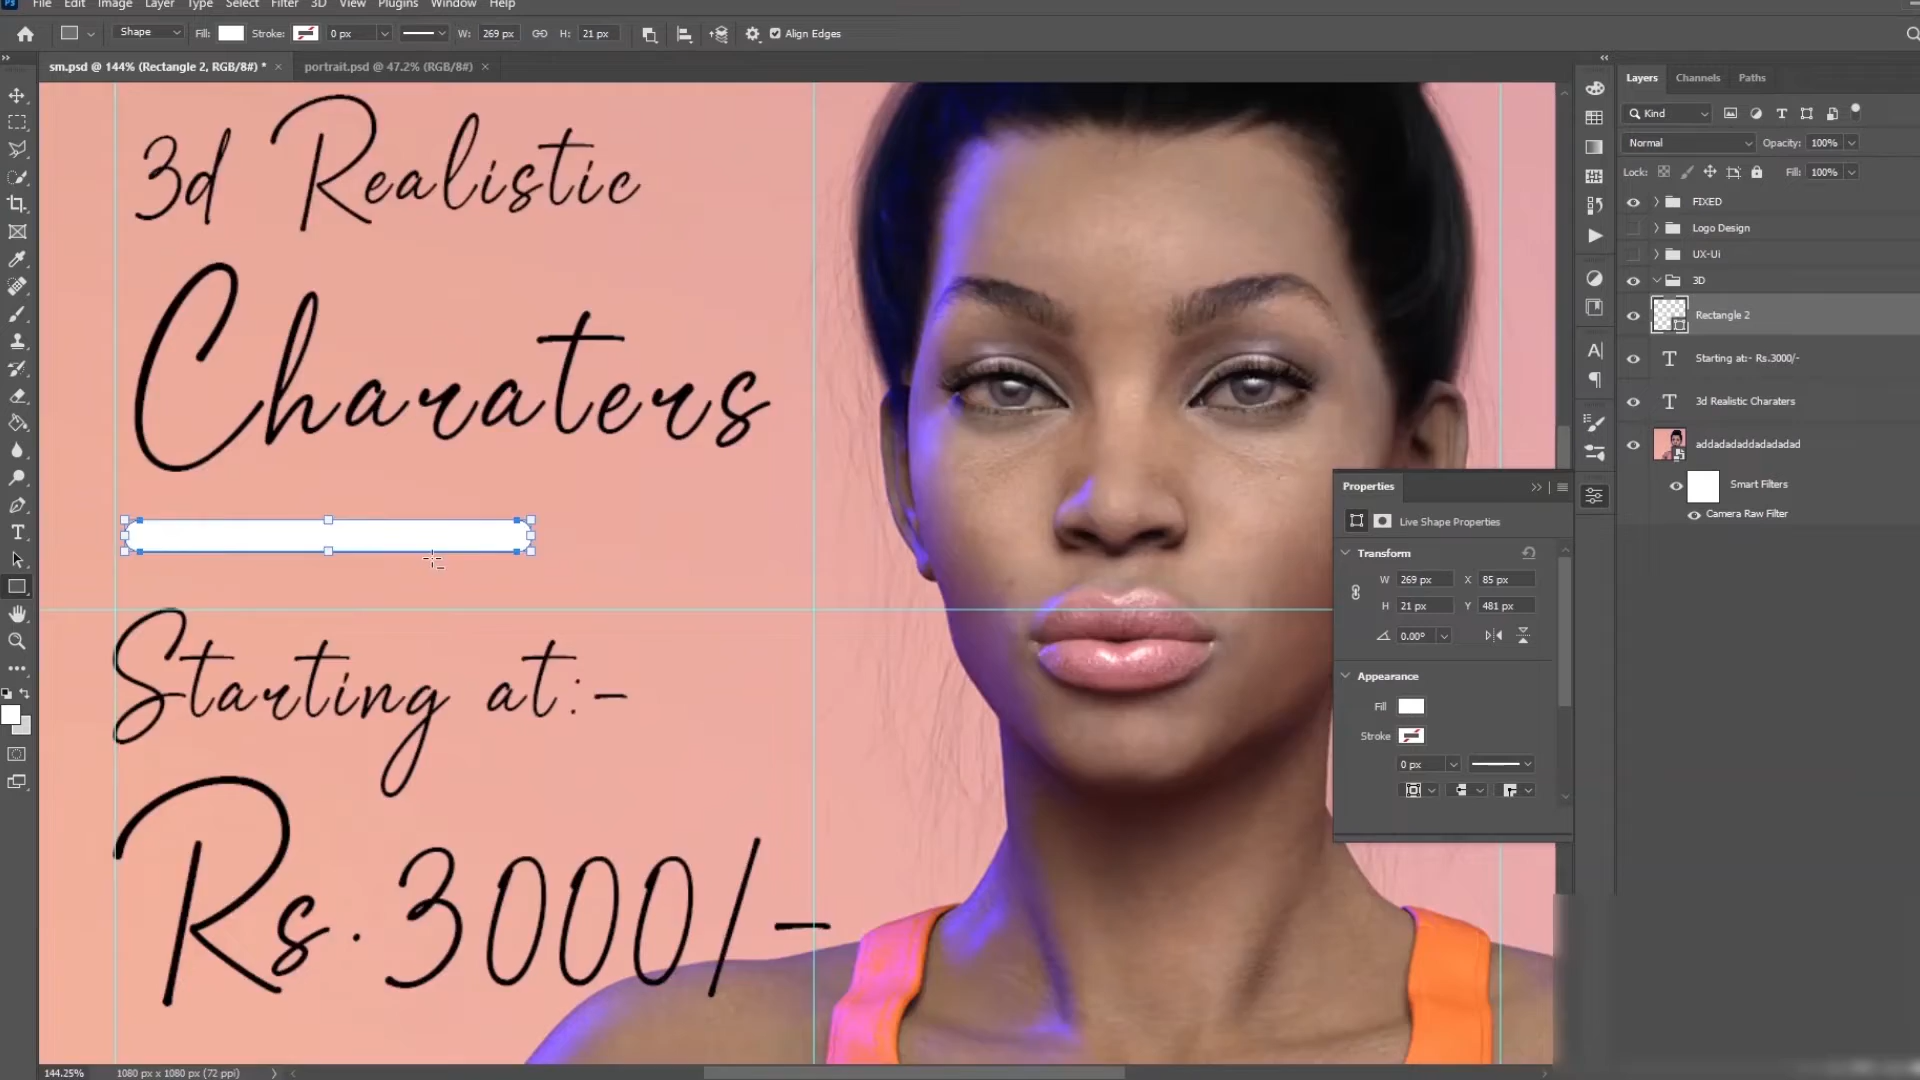 File Edit Image Layer Type Select Filter 3D View Plugins Window Help
Shape Fill: Stroke: 0 px W: 269 px H: 21 px Align Edges
sm.psd @ 144% (Rectangle 2, RGB/8#) * × portrait.psd @ 47.2% (RGB/8#) ×
3d Realistic
Charaters
Starting at:-
Rs.3000/-
Properties
Live Shape Properties
Transform
W 269 px X 85 px
H 21 px Y 481 px
0.00°
Appearance
Fill
Stroke
0 px
Layers Channels Paths
Kind
Normal Opacity: 100%
Lock: Fill: 100%
FIXED
Logo Design
UX-Ui
3D
Rectangle 2
Starting at:- Rs.3000/-
3d Realistic Charaters
addadadaddadadadad
Smart Filters
Camera Raw Filter
144.25% 1080 px x 1080 px (72 ppi)